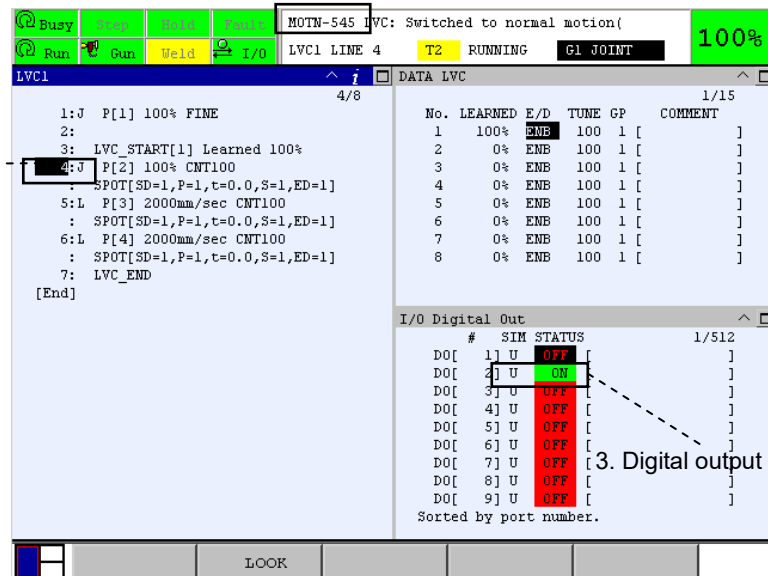 Busy Step Hold Fault MOTN-545 LVC: Switched to normal motion(
Run Gun Weld I/O LVC1 LINE 4 T2 RUNNING G1 JOINT 100%
LVC1
4/8
1:J P[1] 100% FINE
2:
3: LVC_START[1] Learned 100%
4:J P[2] 100% CNT100
: SPOT[SD=1,P=1,t=0.0,S=1,ED=1]
5:L P[3] 2000mm/sec CNT100
: SPOT[SD=1,P=1,t=0.0,S=1,ED=1]
6:L P[4] 2000mm/sec CNT100
: SPOT[SD=1,P=1,t=0.0,S=1,ED=1]
7: LVC_END
[End]
DATA LVC
1/15
No. LEARNED E/D TUNE GP COMMENT
1 100% ENB 100 1 [ ]
2 0% ENB 100 1 [ ]
3 0% ENB 100 1 [ ]
4 0% ENB 100 1 [ ]
5 0% ENB 100 1 [ ]
6 0% ENB 100 1 [ ]
7 0% ENB 100 1 [ ]
8 0% ENB 100 1 [ ]
I/O Digital Out
# SIM STATUS 1/512
DO[ 1] U OFF [ ]
DO[ 2] U ON [ ]
DO[ 3] U OFF [ ]
DO[ 4] U OFF [ ]
DO[ 5] U OFF [ ]
DO[ 6] U OFF [ ]
DO[ 7] U OFF [ ]
DO[ 8] U OFF [ ]
DO[ 9] U OFF [ ]
3. Digital output
Sorted by port number.
LOOK